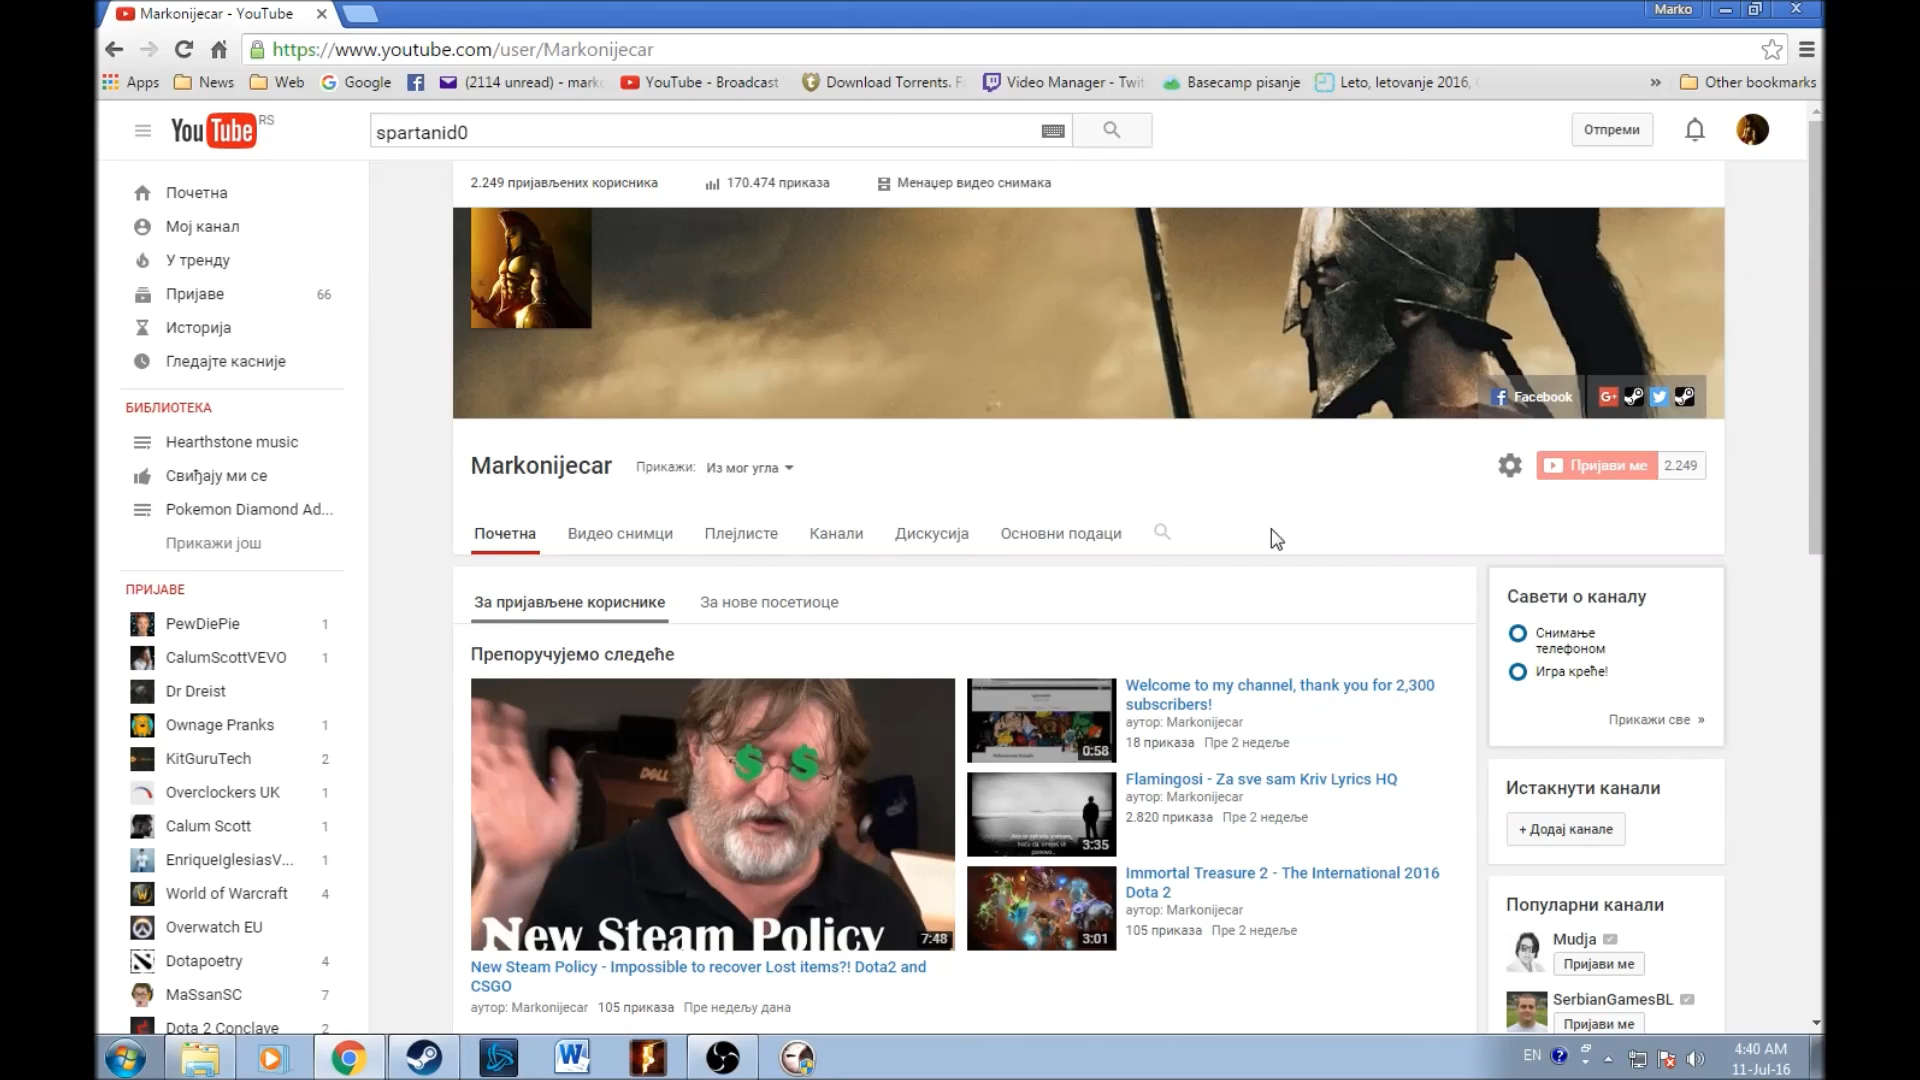 Markonijecar - YouTube
Marko
https://www.youtube.com/user/Markonijecar
Apps News Web Google (2114 unread) - mark YouTube - Broadcast Download Torrents. F Video Manager - Twit Basecamp pisanje Leto, letovanje 2016, » Other bookmarks
YouTube RS
spartanid0
Отпреми
Почетна
Мој канал
У тренду
Пријаве 66
Историја
Гледајте касније
БИБЛИОТЕКА
Hearthstone music
Свиђају ми се
Pokemon Diamond Ad...
Прикажи још
ПРИЈАВЕ
PewDiePie 1
CalumScottVEVO 1
Dr Dreist
Ownage Pranks 1
KitGuruTech 2
Overclockers UK 1
Calum Scott 1
EnriqueIglesiasV... 1
World of Warcraft 4
Overwatch EU
Dotapoetry 4
MaSsanSC 7
Dota 2 Conclave 2
2.249 пријављених корисника 170.474 приказа Менаџер видео снимака
Facebook G+
Markonijecar Прикажи: Из мог угла
Пријави ме 2.249
Почетна Видео снимци Плејлисте Канали Дискусија Основни подаци
За пријављене кориснике За нове посетиоце
Препоручујемо следеће
DELL
New Steam Policy
7:48
New Steam Policy - Impossible to recover Lost items?! Dota2 and
CSGO
аутор: Markonijecar 105 приказа Пре недељу дана
0:58
Welcome to my channel, thank you for 2,300
subscribers!
аутор: Markonijecar
18 приказа Пре 2 недеље
3:35
Flamingosi - Za sve sam Kriv Lyrics HQ
аутор: Markonijecar
2.820 приказа Пре 2 недеље
3:01
Immortal Treasure 2 - The International 2016
Dota 2
аутор: Markonijecar
105 приказа Пре 2 недеље
Савети о каналу
Снимање
телефоном
Игра креће!
Прикажи све »
Истакнути канали
+ Додај канале
Популарни канали
Mudja
Пријави ме
SerbianGamesBL
Пријави ме
EN
4:40 AM
11-Jul-16